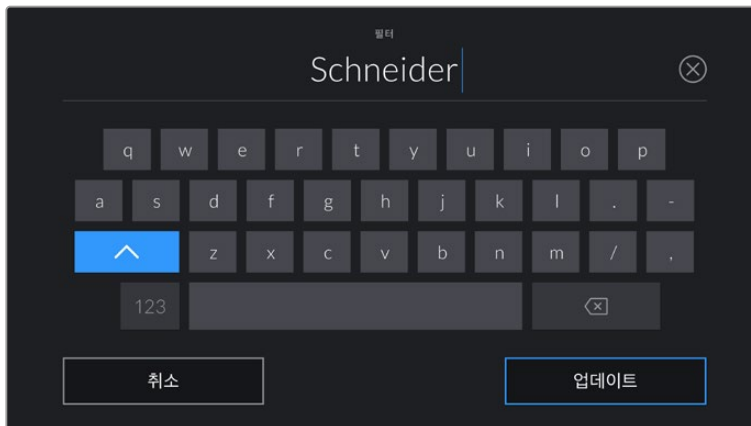 필터
Schneider
q w e r t y u i o p
a s d f g h j k l . -
z x c v b n m / ,
123
취소 업데이트